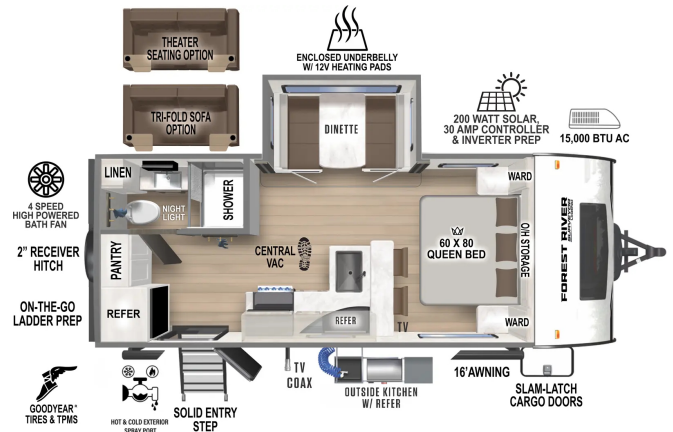 THEATER
SEATING OPTION
TRI-FOLD SOFA
OPTION
ENCLOSED UNDERBELLY
W/ 12V HEATING PADS
DINETTE
200 WATT SOLAR,
30 AMP CONTROLLER
& INVERTER PREP
15,000 BTU AC
4 SPEED
HIGH POWERED
BATH FAN
2” RECEIVER
HITCH
ON-THE-GO
LADDER PREP
LINEN
NIGHT
LIGHT
SHOWER
PANTRY
REFER
CENTRAL
VAC
WARD
60 X 80
QUEEN BED
O/H STORAGE
WARD
FOREST RIVER
REFER
TV
TV
COAX
16' AWNING
SLAM-LATCH
CARGO DOORS
OUTSIDE KITCHEN
W/ REFER
SOLID ENTRY
STEP
HOT & COLD EXTERIOR
SPRAY PORT
GOODYEAR®
TIRES & TPMS